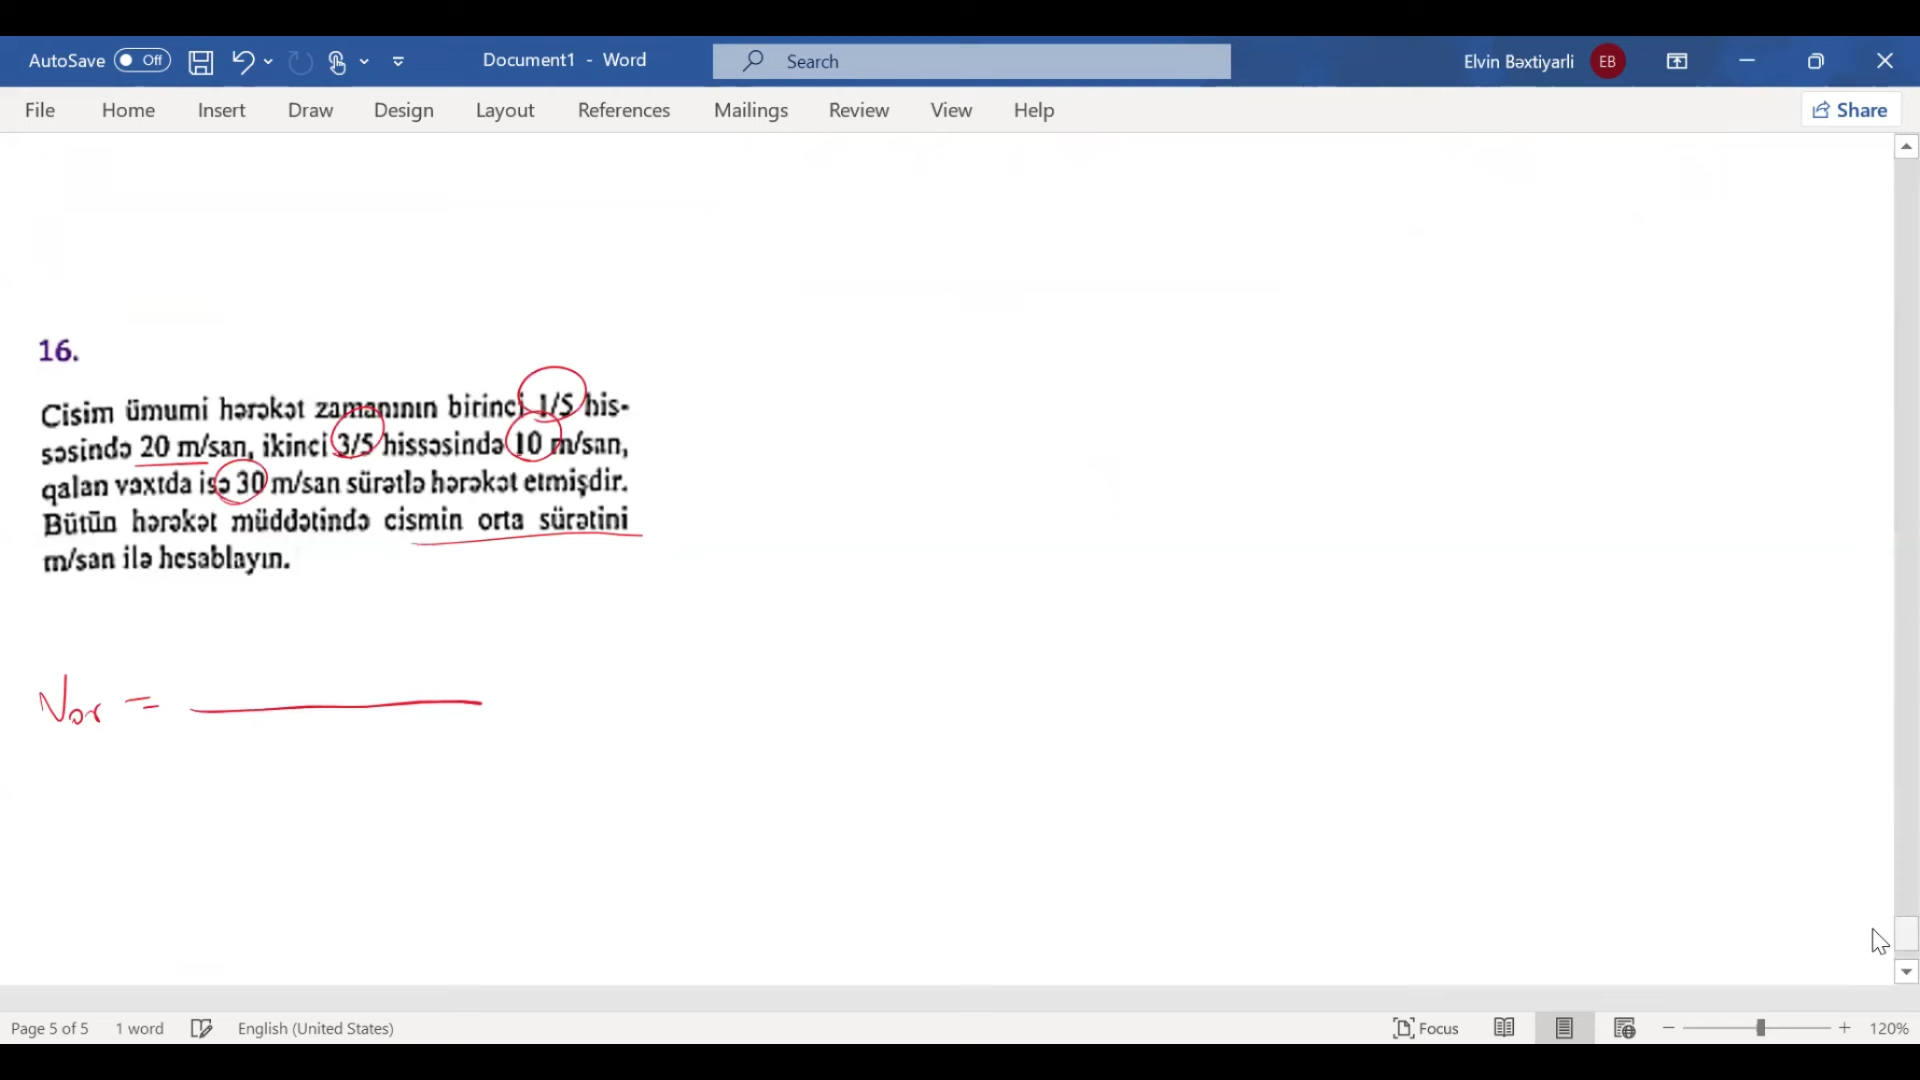 AutoSave Off Document1 - Word Search Elvin Bəxtiyarli EB
File Home Insert Draw Design Layout References Mailings Review View Help Share
16.
Cisim ümumi hərəkət zamanının birinci 1/5 his-
səsində 20 m/san, ikinci 3/5 hissəsində 10 m/san,
qalan vaxtda isə 30 m/san sürətlə hərəkət etmişdir.
Bütün hərəkət müddətində cismin orta sürətini
m/san ilə hesablayın.
Vor =
Page 5 of 5 1 word English (United States) Focus 120%